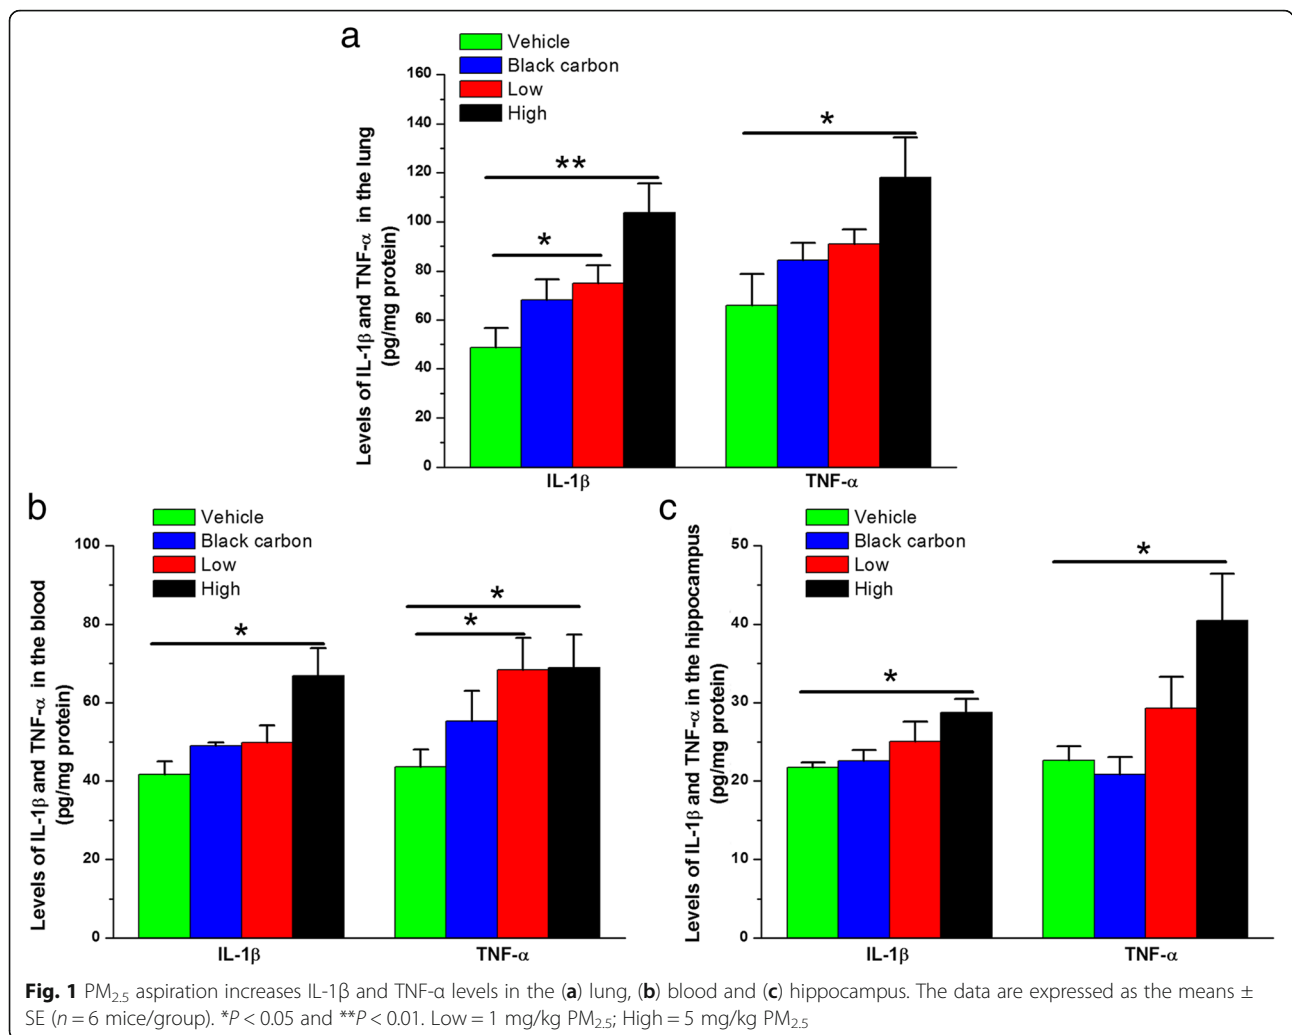 a
Vehicle
Black carbon
Low
High
Levels of IL-1β and TNF-α in the lung
(pg/mg protein)
160
140
120
100
80
60
40
20
0
*
**
*
IL-1β
TNF-α
b
Vehicle
Black carbon
Low
High
Levels of IL-1β and TNF-α in the blood
(pg/mg protein)
100
80
60
40
20
0
*
*
*
IL-1β
TNF-α
c
Vehicle
Black carbon
Low
High
Levels of IL-1β and TNF-α in the hippocampus
(pg/mg protein)
50
40
30
20
10
0
*
*
IL-1β
TNF-α
Fig. 1 PM2.5 aspiration increases IL-1β and TNF-α levels in the (a) lung, (b) blood and (c) hippocampus. The data are expressed as the means ±
SE (n = 6 mice/group). *P < 0.05 and **P < 0.01. Low = 1 mg/kg PM2.5; High = 5 mg/kg PM2.5